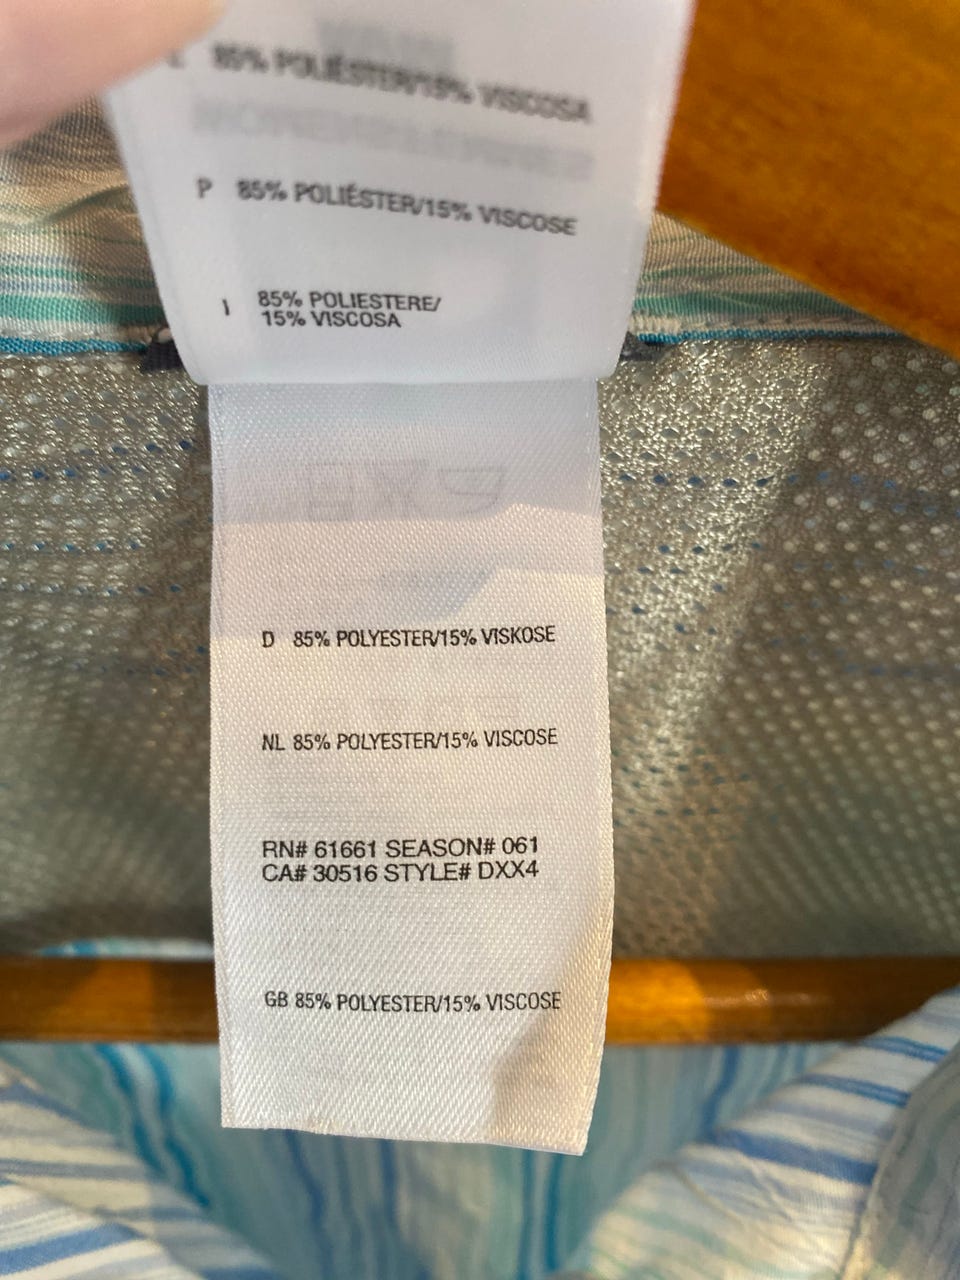 E 85% POLIÉSTER/15% VISCOSA
P 85% POLIÉSTER/15% VISCOSE
I 85% POLIESTERE/
15% VISCOSA
D 85% POLYESTER/15% VISKOSE
NL 85% POLYESTER/15% VISCOSE
RN# 61661 SEASON# 061
CA# 30516 STYLE# DXX4
GB 85% POLYESTER/15% VISCOSE